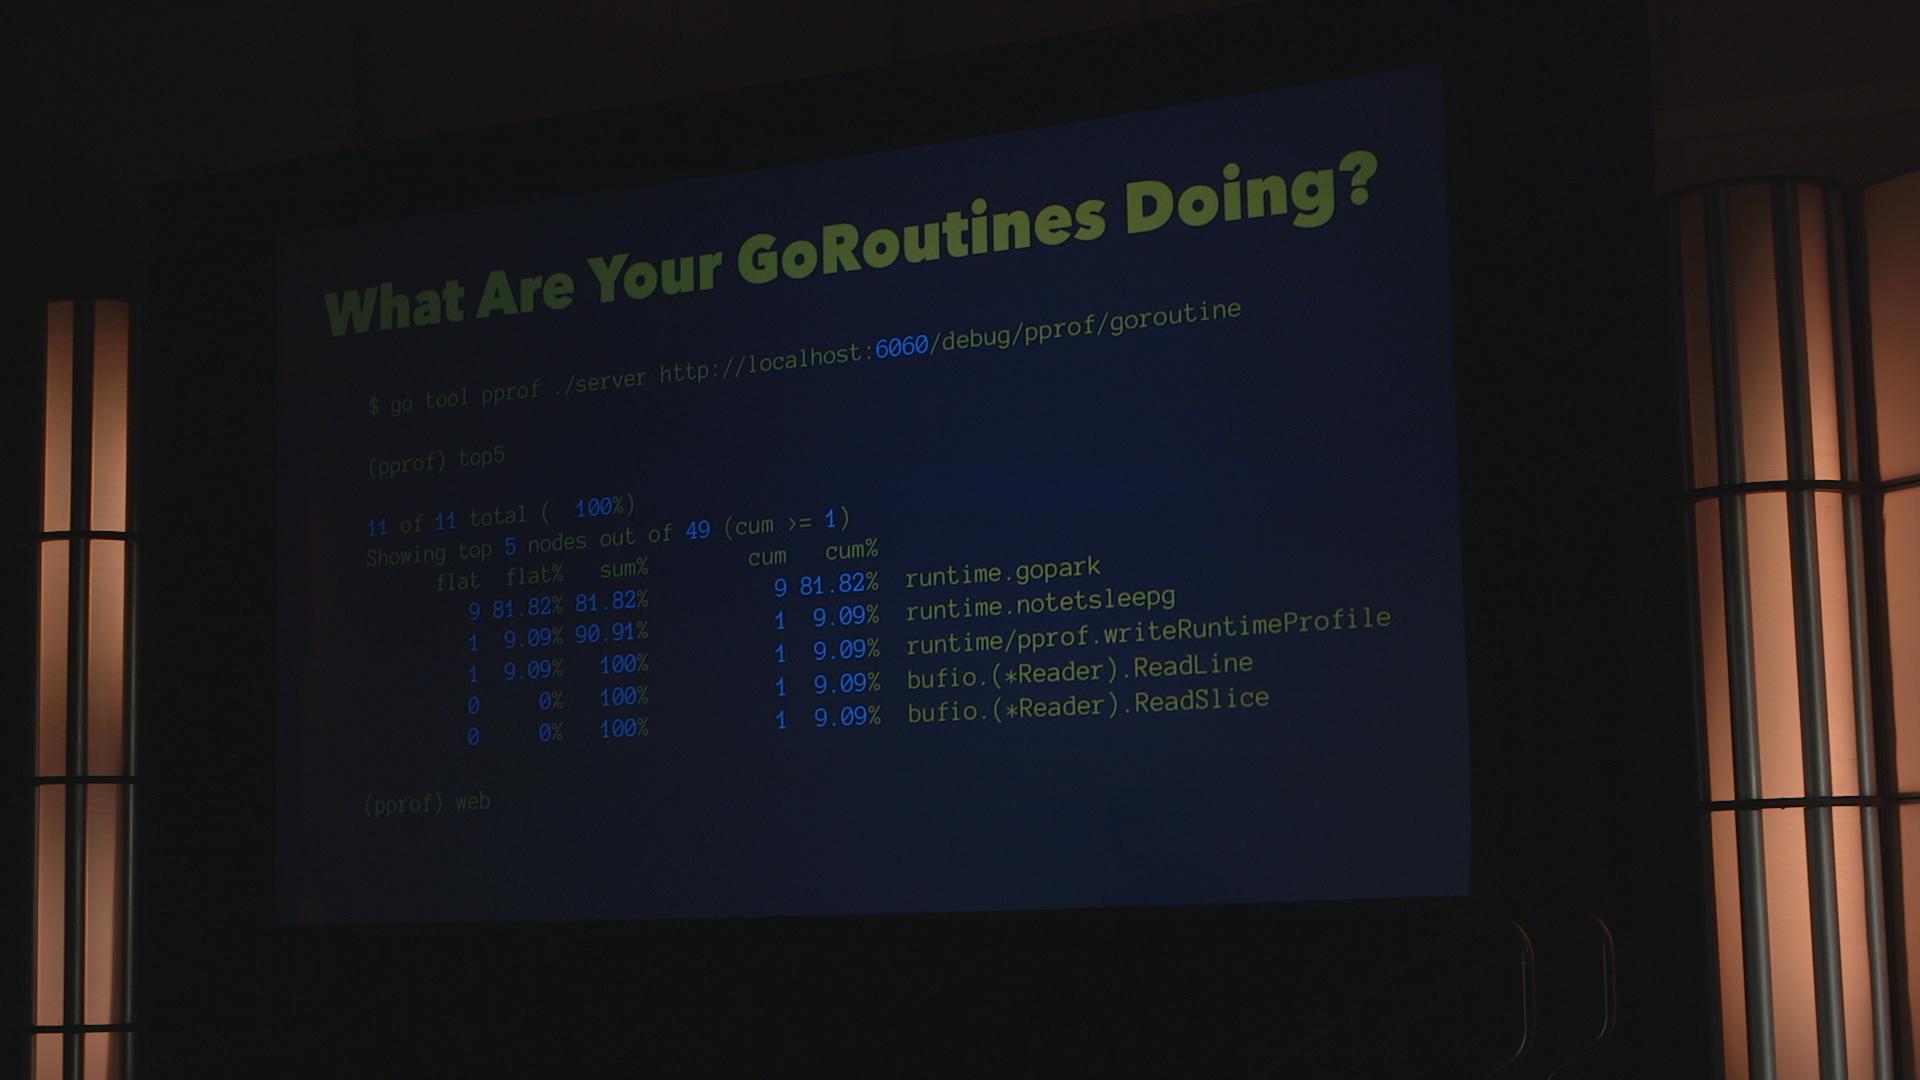 What Are Your GoRoutines Doing?
$ go tool pprof ./server http://localhost:6060/debug/pprof/goroutine
(pprof) top5
11 of 11 total (  100%)
Showing top 5 nodes out of 49 (cum >= 1)
flat flat% sum% cum cum%
9 81.82% 81.82% 9 81.82% runtime.gopark
1 9.09% 90.91% 1 9.09% runtime.notetsleepg
1 9.09% 100% 1 9.09% runtime/pprof.writeRuntimeProfile
0 0% 100% 1 9.09% bufio.(*Reader).ReadLine
0 0% 100% 1 9.09% bufio.(*Reader).ReadSlice
(pprof) web